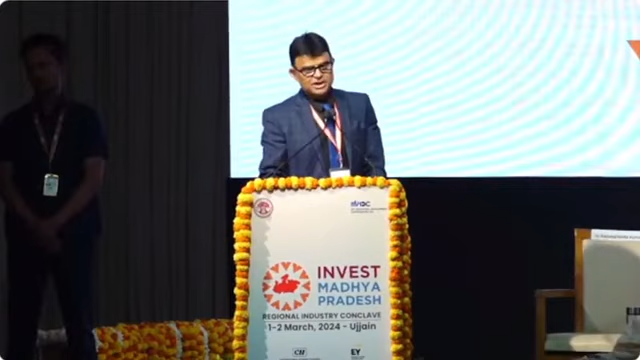 INVEST
MADHYA
PRADESH
REGIONAL INDUSTRY CONCLAVE
1-2 March, 2024 - Ujjain
CII
EY